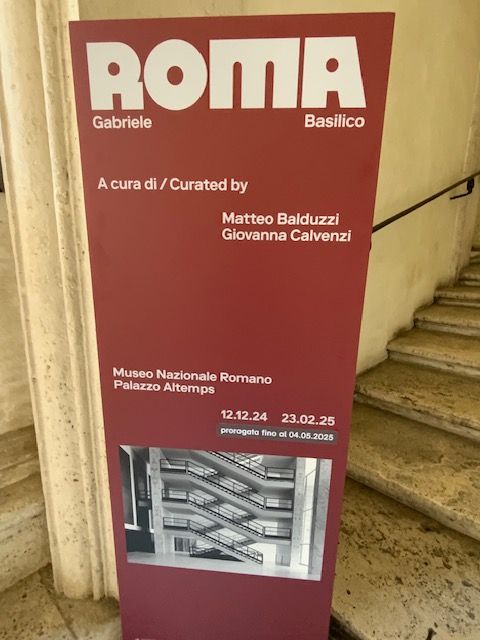 ROMA
Gabriele Basilico
A cura di / Curated by
Matteo Balduzzi
Giovanna Calvenzi
Museo Nazionale Romano
Palazzo Altemps
12.12.24 23.02.25
prorogata fino al 04.05.2025